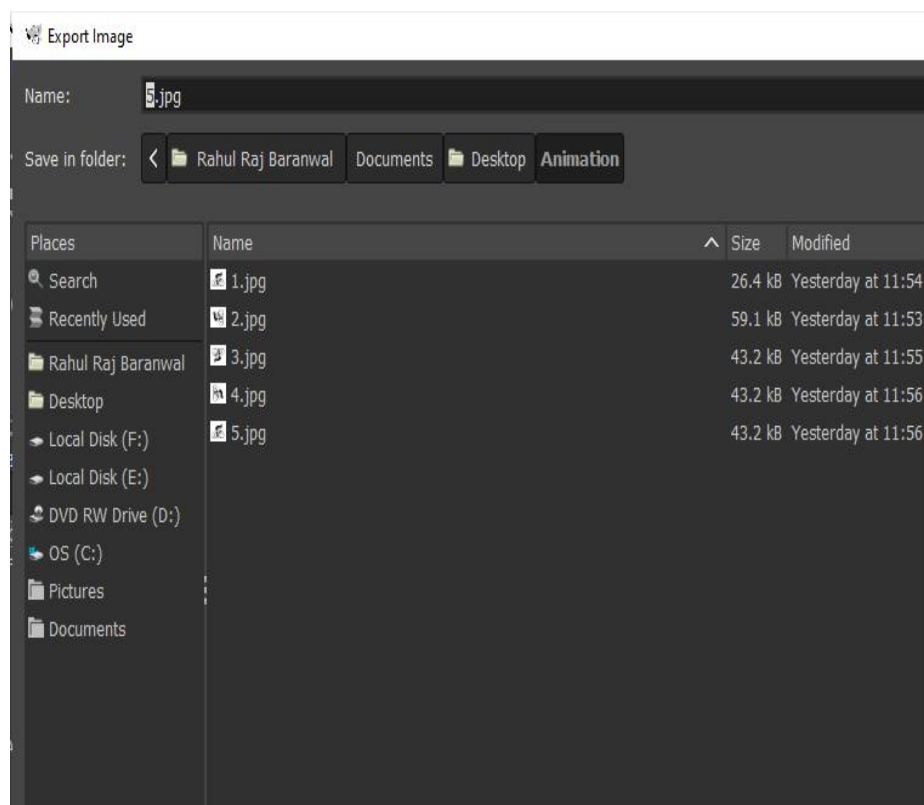 Export Image
Name: 5.jpg
Save in folder: Rahul Raj Baranwal Documents Desktop Animation
Places Name Size Modified
Search 1.jpg 26.4 kB Yesterday at 11:54
Recently Used 2.jpg 59.1 kB Yesterday at 11:53
Rahul Raj Baranwal 3.jpg 43.2 kB Yesterday at 11:55
Desktop 4.jpg 43.2 kB Yesterday at 11:56
Local Disk (F:) 5.jpg 43.2 kB Yesterday at 11:56
Local Disk (E:)
DVD RW Drive (D:)
OS (C:)
Pictures
Documents